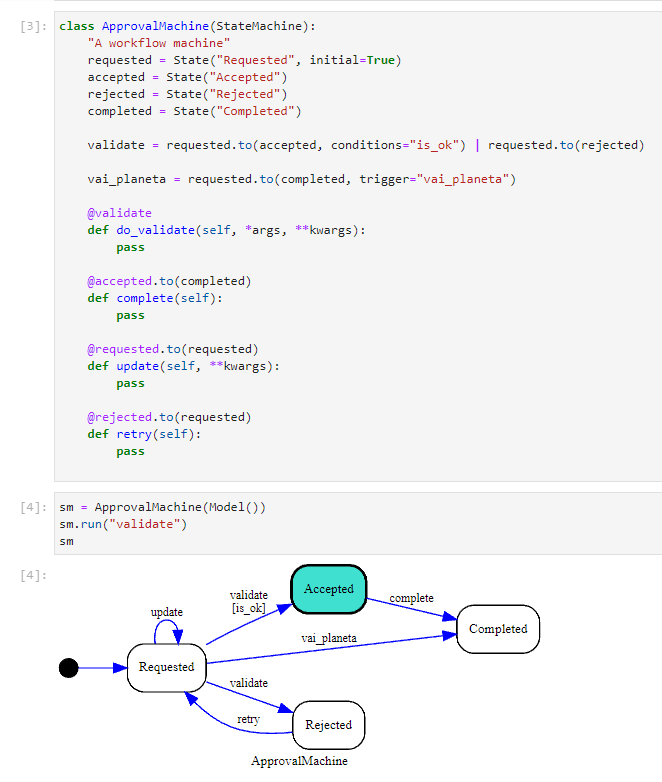 [3]: class ApprovalMachine(StateMachine):
    "A workflow machine"
    requested = State("Requested", initial=True)
    accepted = State("Accepted")
    rejected = State("Rejected")
    completed = State("Completed")

    validate = requested.to(accepted, conditions="is_ok") | requested.to(rejected)

    vai_planeta = requested.to(completed, trigger="vai_planeta")

    @validate
    def do_validate(self, *args, **kwargs):
        pass

    @accepted.to(completed)
    def complete(self):
        pass

    @requested.to(requested)
    def update(self, **kwargs):
        pass

    @rejected.to(requested)
    def retry(self):
        pass

[4]: sm = ApprovalMachine(Model())
sm.run("validate")
sm
[4]:
Accepted
validate
[is_ok]
complete
update
Completed
vai_planeta
Requested
validate
retry
Rejected
ApprovalMachine